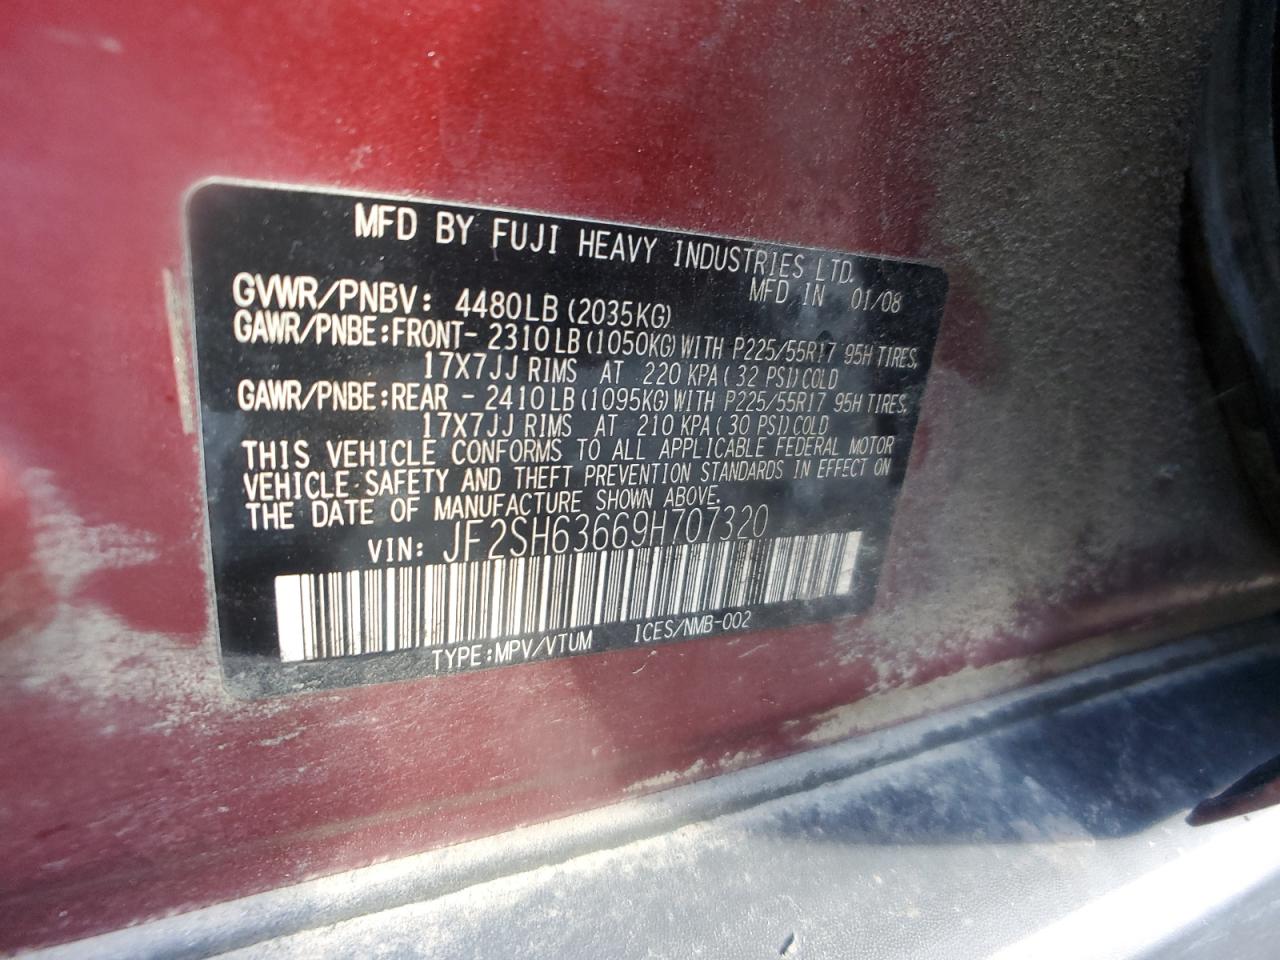 MFD BY FUJI HEAVY INDUSTRIES LTD.
MFD IN 01/08
GVWR/PNBV: 4480LB (2035KG)
GAWR/PNBE:FRONT- 2310LB (1050KG) WITH P225/55R17 95H TIRES,
17X7JJ RIMS AT 220 KPA (32 PSI) COLD
GAWR/PNBE:REAR - 2410LB (1095KG) WITH P225/55R17 95H TIRES,
17X7JJ RIMS AT 210 KPA (30 PSI) COLD
THIS VEHICLE CONFORMS TO ALL APPLICABLE FEDERAL MOTOR
VEHICLE SAFETY AND THEFT PREVENTION STANDARDS IN EFFECT ON
THE DATE OF MANUFACTURE SHOWN ABOVE.
VIN: JF2SH63669H707320
TYPE:MPV/VTUM ICES/NMB-002